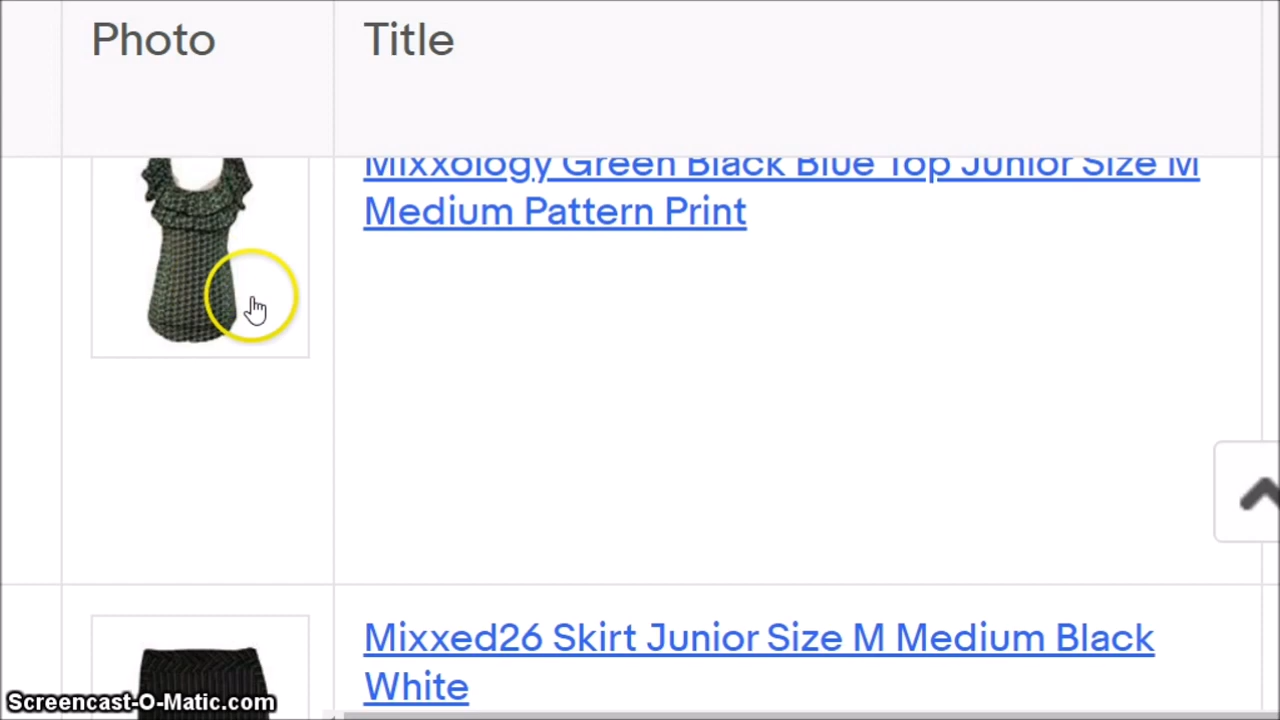 Photo
Title
Mixxology Green Black Blue Top Junior Size M
Medium Pattern Print
Mixxed26 Skirt Junior Size M Medium Black
White
Screencast-O-Matic.com